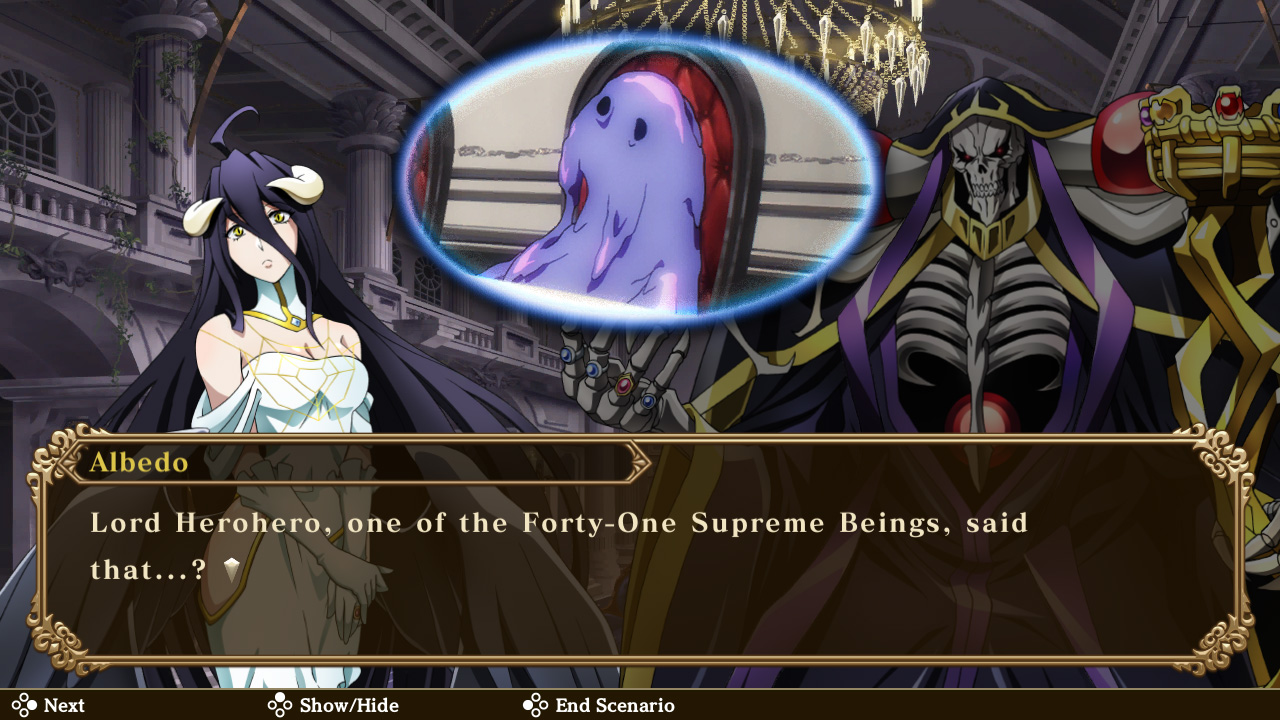 Albedo
Lord Herohero, one of the Forty-One Supreme Beings, said
that...?
Next
Show/Hide
End Scenario